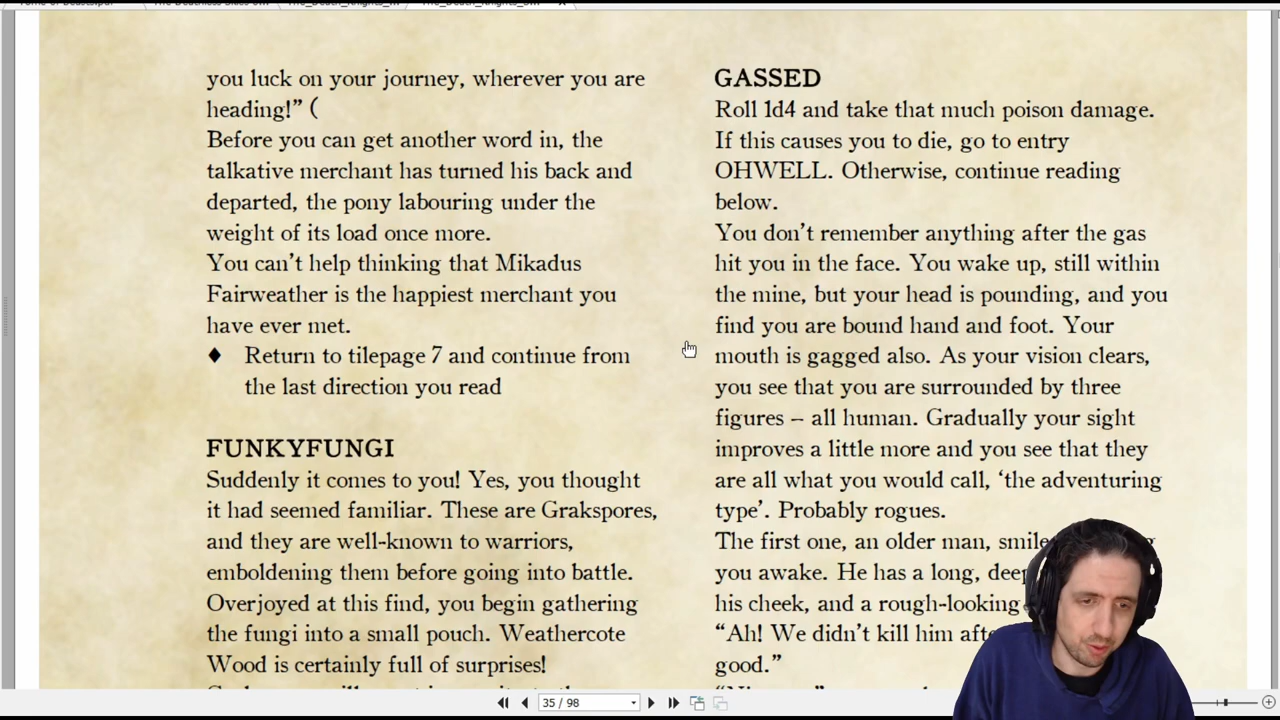 you luck on your journey, wherever you are
heading!” (
Before you can get another word in, the
talkative merchant has turned his back and
departed, the pony labouring under the
weight of its load once more.
You can’t help thinking that Mikadus
Fairweather is the happiest merchant you
have ever met.
♦ Return to tilepage 7 and continue from
the last direction you read
FUNKYFUNGI
Suddenly it comes to you! Yes, you thought
it had seemed familiar. These are Grakspores,
and they are well-known to warriors,
emboldening them before going into battle.
Overjoyed at this find, you begin gathering
the fungi into a small pouch. Weathercote
Wood is certainly full of surprises!
GASSED
Roll 1d4 and take that much poison damage.
If this causes you to die, go to entry
OHWELL. Otherwise, continue reading
below.
You don’t remember anything after the gas
hit you in the face. You wake up, still within
the mine, but your head is pounding, and you
find you are bound hand and foot. Your
mouth is gagged also. As your vision clears,
you see that you are surrounded by three
figures – all human. Gradually your sight
improves a little more and you see that they
are all what you would call, ‘the adventuring
type’. Probably rogues.
The first one, an older man,
you awake. He has a long,
his cheek, and a rough-looking
“Ah! We didn’t kill him
good.”
35 / 98